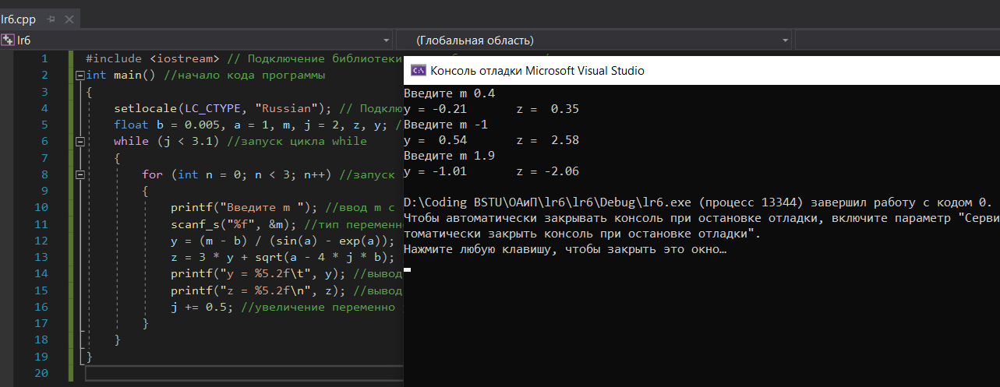 lr6.cpp
lr6
(Глобальная область)
1 #include <iostream> // Подключение библиотеки
2 int main() //начало кода программы
3 {
4 setlocale(LC_CTYPE, "Russian"); // Подклю
5 float b = 0.005, a = 1, m, j = 2, z, y; /
6 while (j < 3.1) //запуск цикла while
7 {
8 for (int n = 0; n < 3; n++) //запуск
9 {
10 printf("Введите m "); //ввод m с
11 scanf_s("%f", &m); //тип переменн
12 y = (m - b) / (sin(a) - exp(a));
13 z = 3 * y + sqrt(a - 4 * j * b);
14 printf("y = %5.2f\t", y); //вывод
15 printf("z = %5.2f\n", z); //вывод
16 j += 0.5; //увеличение переменно
17 }
18 }
19 }
20
Консоль отладки Microsoft Visual Studio
Введите m 0.4
y = -0.21 z = 0.35
Введите m -1
y = 0.54 z = 2.58
Введите m 1.9
y = -1.01 z = -2.06
D:\Coding BSTU\ОАиП\lr6\lr6\Debug\lr6.exe (процесс 13344) завершил работу с кодом 0.
Чтобы автоматически закрывать консоль при остановке отладки, включите параметр "Серви
томатически закрыть консоль при остановке отладки".
Нажмите любую клавишу, чтобы закрыть это окно…